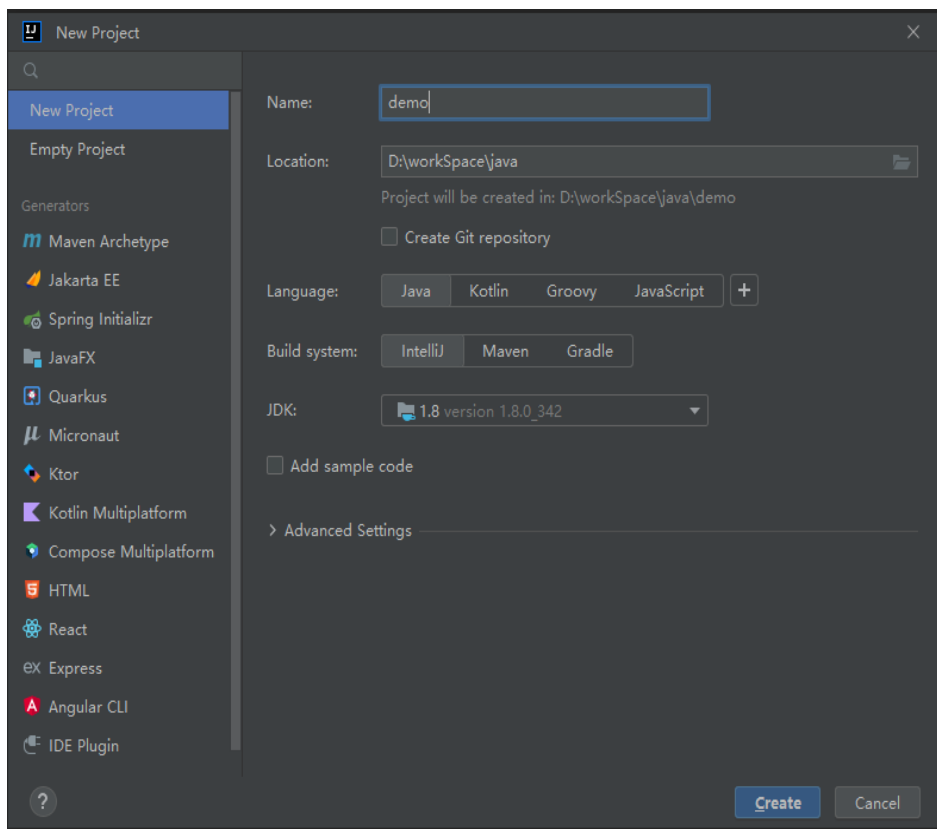 New Project
New Project
Empty Project
Generators
Maven Archetype
Jakarta EE
Spring Initializr
JavaFX
Quarkus
Micronaut
Ktor
Kotlin Multiplatform
Compose Multiplatform
HTML
React
ex Express
Angular CLI
IDE Plugin
?
Name: demo
Location: D:\workSpace\java
Project will be created in: D:\workSpace\java\demo
Create Git repository
Language: Java Kotlin Groovy JavaScript +
Build system: IntelliJ Maven Gradle
JDK: 1.8 version 1.8.0_342
Add sample code
Advanced Settings
Create Cancel